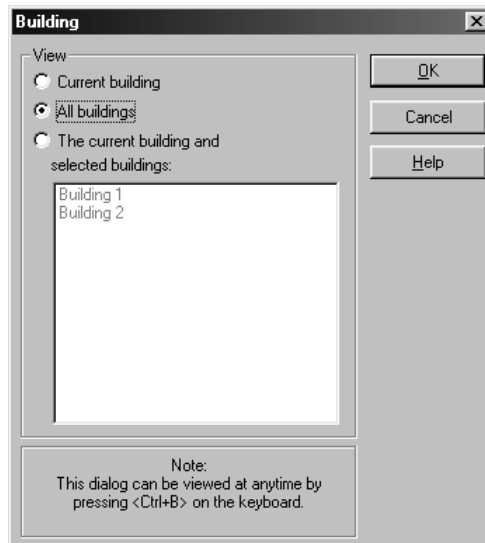 Building
View
Current building
All buildings
The current building and
selected buildings:
Building 1
Building 2
OK
Cancel
Help
Note:
This dialog can be viewed at anytime by
pressing <Ctrl+B> on the keyboard.